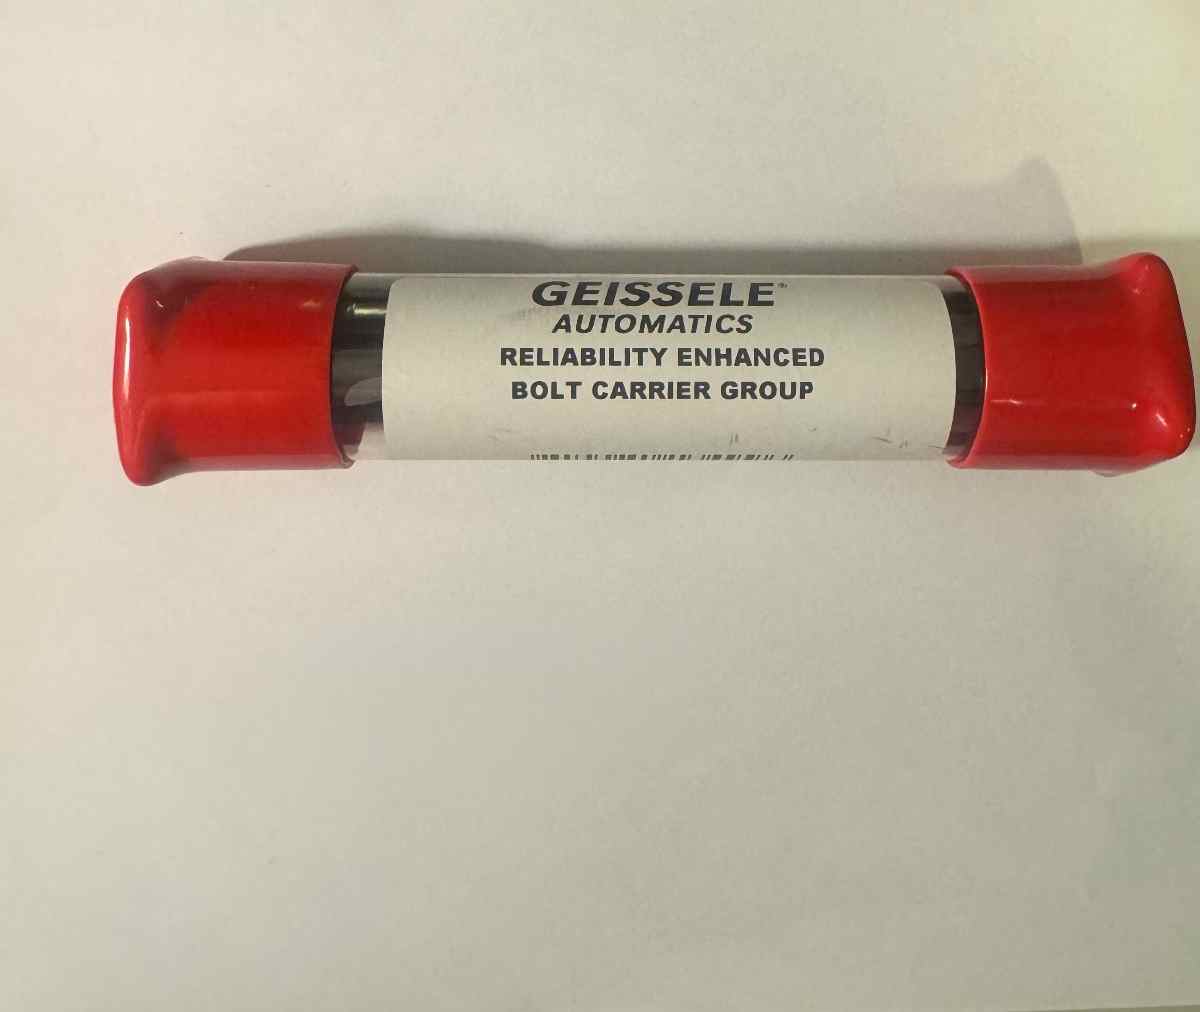 GEISSELE®
AUTOMATICS
RELIABILITY ENHANCED
BOLT CARRIER GROUP